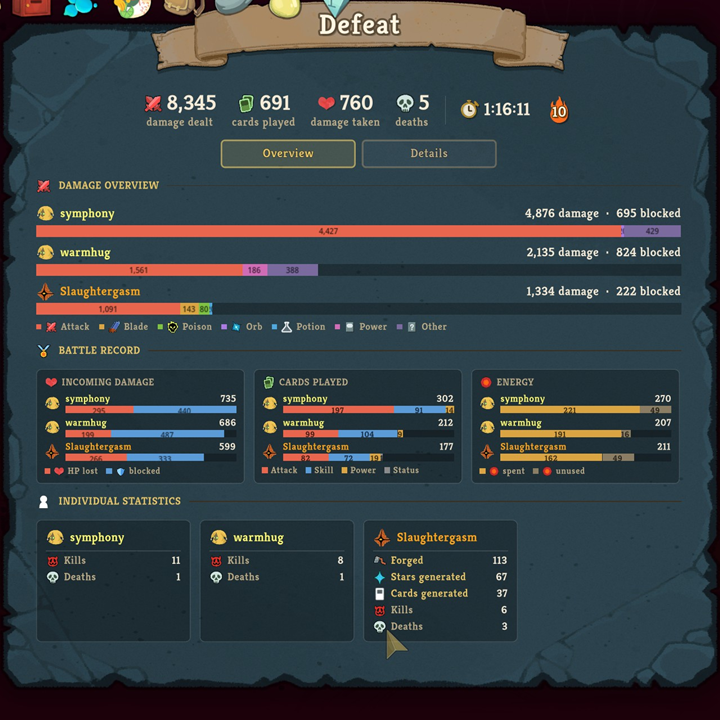 Defeat
8,345 691 760 5 1:16:11 10
damage dealt cards played damage taken deaths
Overview Details
DAMAGE OVERVIEW
symphony 4,876 damage · 695 blocked
4,427 429
warmhug 2,135 damage · 824 blocked
1,561 186 388
Slaughtergasm 1,334 damage · 222 blocked
1,091 143 80
Attack Blade Poison Orb Potion Power Other
BATTLE RECORD
INCOMING DAMAGE
symphony 735
295 440
warmhug 686
199 487
Slaughtergasm 599
266 333
HP lost blocked
CARDS PLAYED
symphony 302
197 91 14
warmhug 212
99 104 9
Slaughtergasm 177
82 72 19
Attack Skill Power Status
ENERGY
symphony 270
221 49
warmhug 207
191 16
Slaughtergasm 211
162 49
spent unused
INDIVIDUAL STATISTICS
symphony
Kills 11
Deaths 1
warmhug
Kills 8
Deaths 1
Slaughtergasm
Forged 113
Stars generated 67
Cards generated 37
Kills 6
Deaths 3